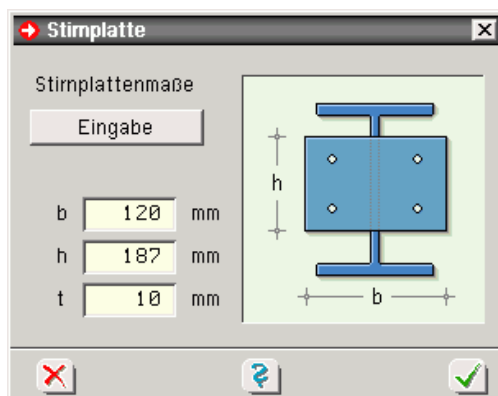 Stirnplatte
Stirnplattenmaße
Eingabe
b 120 mm
h 187 mm
t 10 mm
h
b